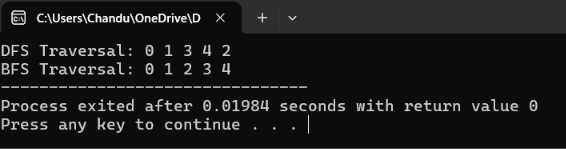 C:\Users\Chandu\OneDrive\D
DFS Traversal: 0 1 3 4 2
BFS Traversal: 0 1 2 3 4
--------------------------------
Process exited after 0.01984 seconds with return value 0
Press any key to continue . . .